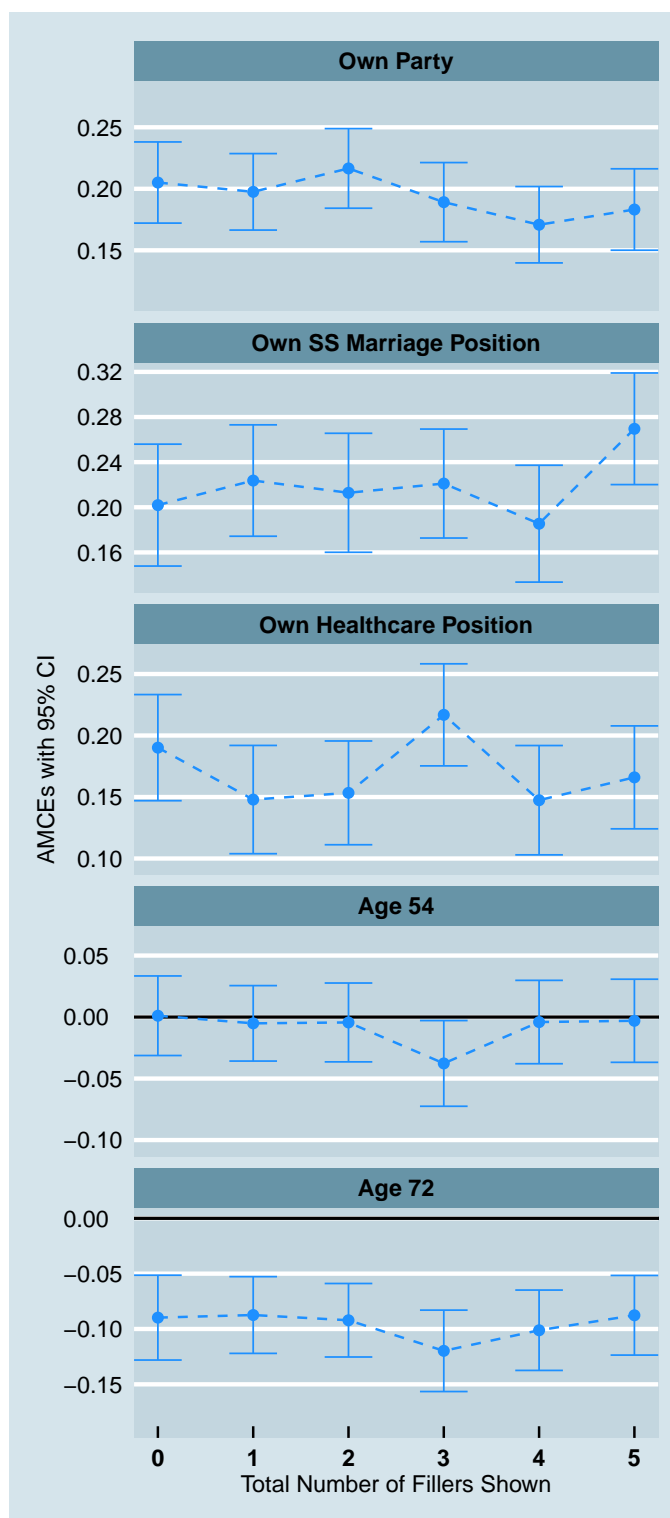 Own Party
0.25
0.20
0.15
Own SS Marriage Position
0.32
0.28
0.24
0.20
0.16
Own Healthcare Position
0.25
0.20
0.15
0.10
AMCEs with 95% CI
Age 54
0.05
0.00
−0.05
−0.10
Age 72
0.00
−0.05
−0.10
−0.15
0 1 2 3 4 5
Total Number of Fillers Shown